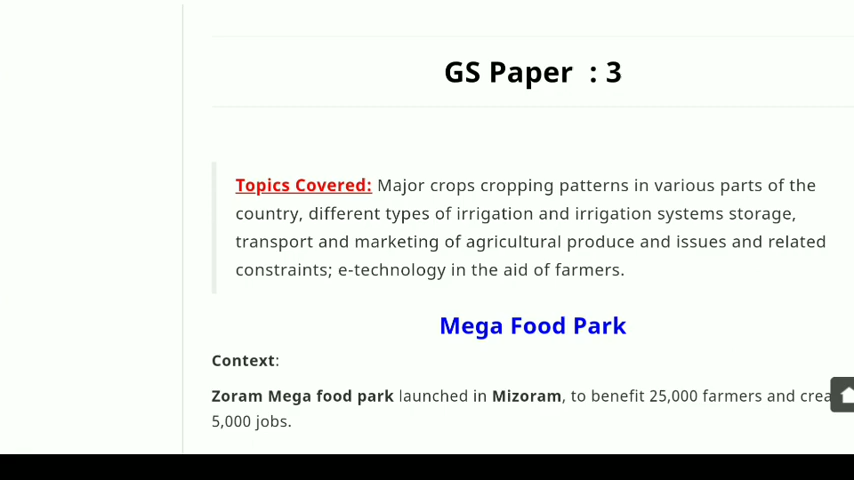 GS Paper : 3
Topics Covered: Major crops cropping patterns in various parts of the
country, different types of irrigation and irrigation systems storage,
transport and marketing of agricultural produce and issues and related
constraints; e-technology in the aid of farmers.
Mega Food Park
Context:
Zoram Mega food park launched in Mizoram, to benefit 25,000 farmers and
5,000 jobs.